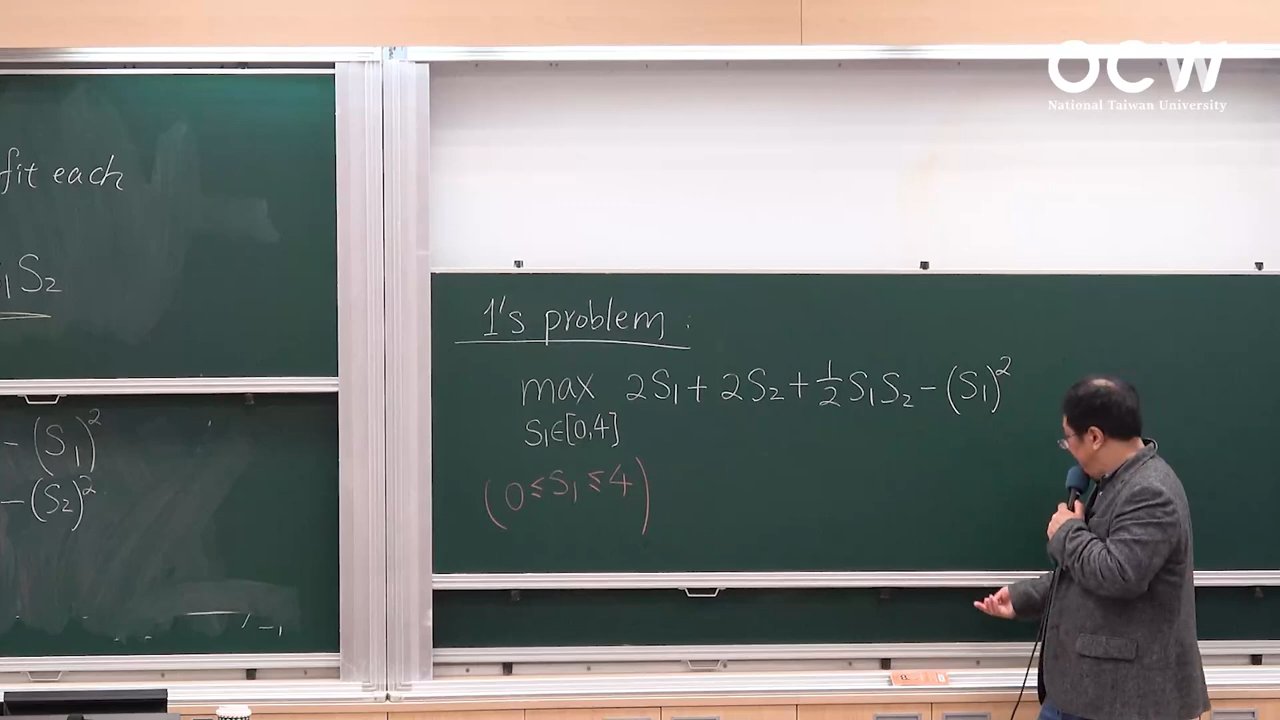 OCW
National Taiwan University
fit each
1S2
- (S1)^2
- (S2)^2
1's problem :
max 2S1 + 2S2 + 1/2 S1S2 - (S1)^2
S1∈[0,4]
(0 ≤ S1 ≤ 4)